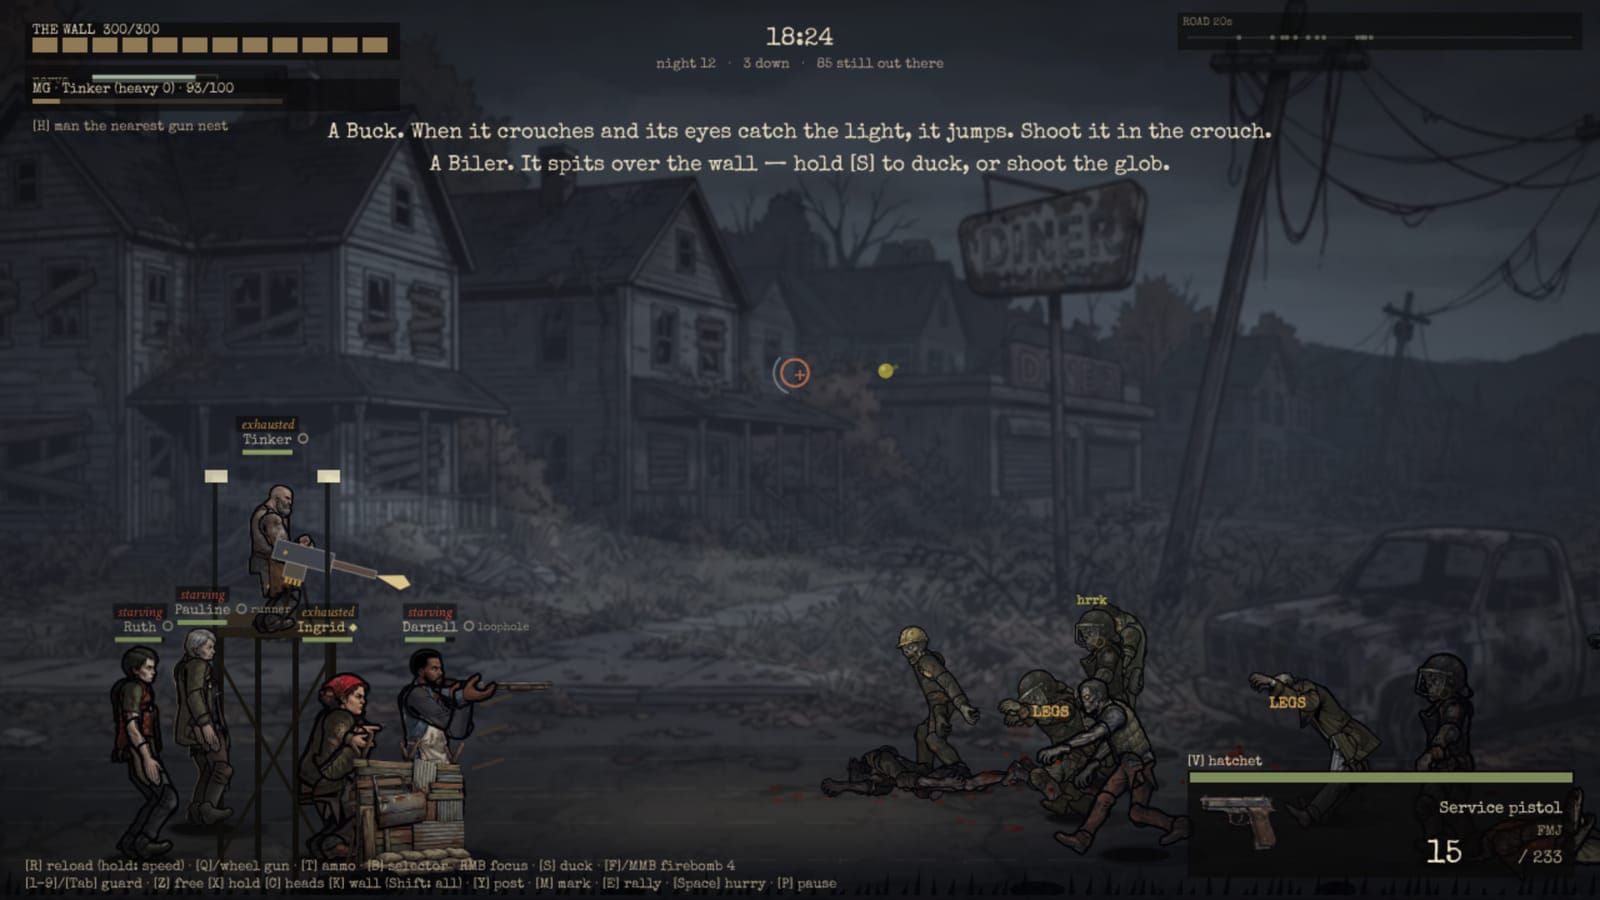 THE WALL 300/300
MG · Tinker (heavy 0) · 93/100
[H] man the nearest gun nest
18:24
night 12 · 3 down · 85 still out there
ROAD 20s
A Buck. When it crouches and its eyes catch the light, it jumps. Shoot it in the crouch.
A Biler. It spits over the wall — hold [S] to duck, or shoot the glob.
DINER
DINER
exhausted
Tinker
starving
Pauline runner
starving
Ruth
exhausted
Ingrid
starving
Darnell loophole
hrrk
LEGS
LEGS
[V] hatchet
Service pistol
FMJ
15 / 233
[R] reload (hold: speed) · [Q]/wheel gun · [T] ammo · [B] selector RMB focus · [S] duck · [F]/MMB firebomb 4
[1-9]/[Tab] guard · [Z] free [X] hold [C] heads [K] wall (Shift: all) · [Y] post · [M] mark · [E] rally · [Space] hurry · [P] pause